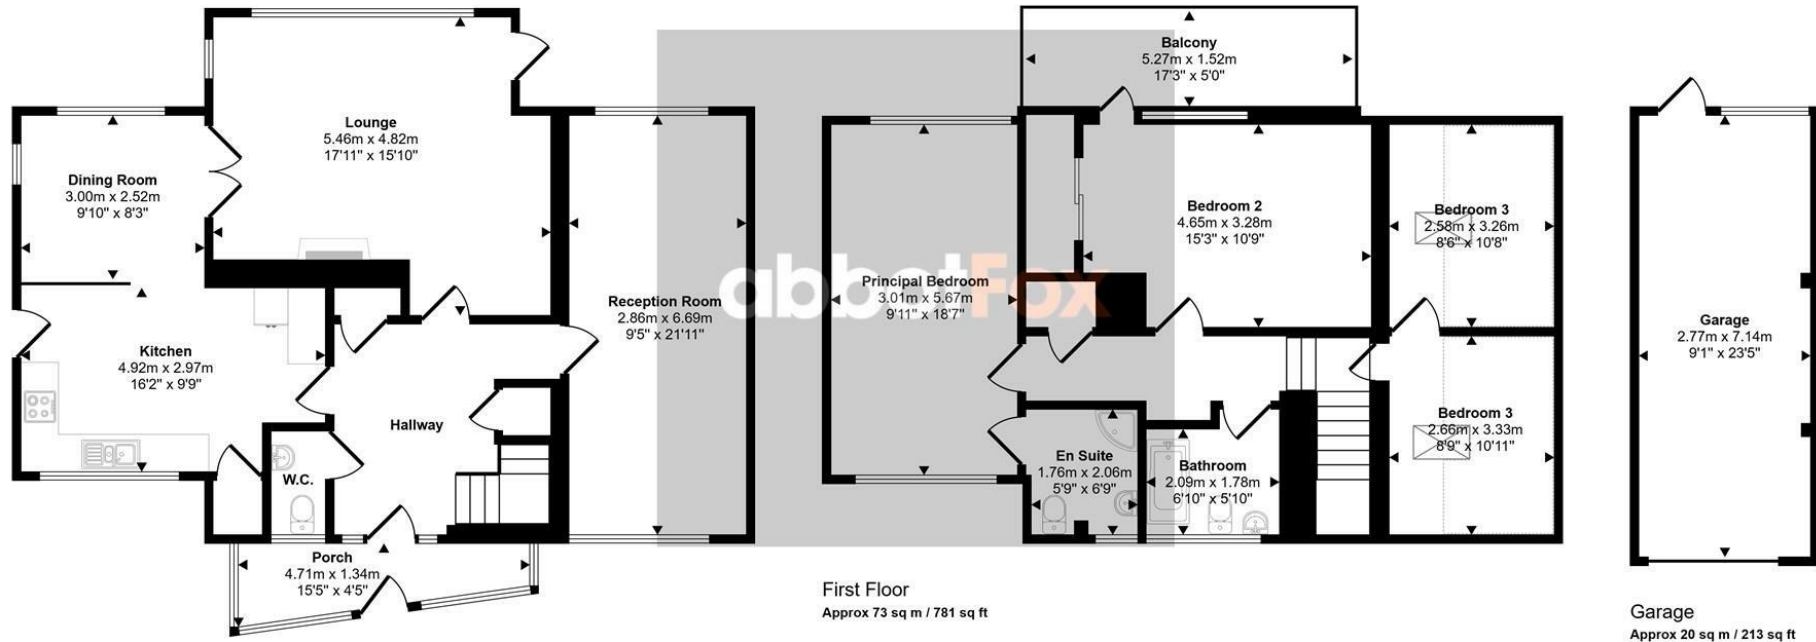 Balcony
5.27m x 1.52m
17'3" x 5'0"
Lounge
5.46m x 4.82m
17'11" x 15'10"
Dining Room
3.00m x 2.52m
9'10" x 8'3"
Kitchen
4.92m x 2.97m
16'2" x 9'9"
Hallway
W.C.
Porch
4.71m x 1.34m
15'5" x 4'5"
Reception Room
2.86m x 6.69m
9'5" x 21'11"
abbotFox
Principal Bedroom
3.01m x 5.67m
9'11" x 18'7"
Bedroom 2
4.65m x 3.28m
15'3" x 10'9"
Bedroom 3
2.58m x 3.26m
8'6" x 10'8"
Bedroom 3
2.66m x 3.33m
8'9" x 10'11"
En Suite
1.76m x 2.06m
5'9" x 6'9"
Bathroom
2.09m x 1.78m
6'10" x 5'10"
First Floor
Approx 73 sq m / 781 sq ft
Garage
2.77m x 7.14m
9'1" x 23'5"
Garage
Approx 20 sq m / 213 sq ft